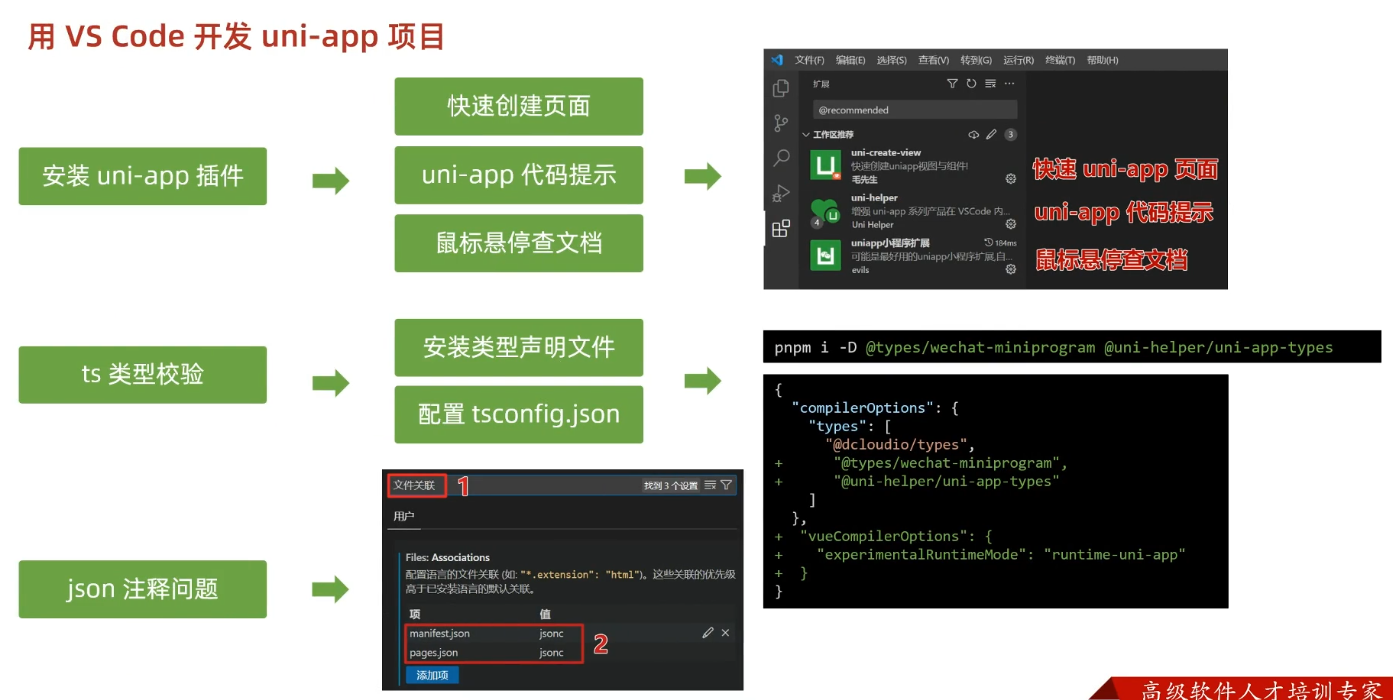 用 VS Code 开发 uni-app 项目
安装 uni-app 插件
快速创建页面
uni-app 代码提示
鼠标悬停查文档
文件(F) 编辑(E) 选择(S) 查看(V) 转到(G) 运行(R) 终端(T) 帮助(H)
扩展
@recommended
工作区推荐 3
uni-create-view
快速创建uniapp视图与组件!
毛先生
uni-helper
增强 uni-app 系列产品在 VSCode 内...
Uni Helper
4
uniapp小程序扩展 184ms
可能是最好用的uniapp小程序扩展,自...
evils
快速 uni-app 页面
uni-app 代码提示
鼠标悬停查文档
ts 类型校验
安装类型声明文件
配置 tsconfig.json
pnpm i -D @types/wechat-miniprogram @uni-helper/uni-app-types
{
"compilerOptions": {
"types": [
"@dcloudio/types",
+ "@types/wechat-miniprogram",
+ "@uni-helper/uni-app-types"
]
},
+ "vueCompilerOptions": {
+ "experimentalRuntimeMode": "runtime-uni-app"
+ }
}
json 注释问题
文件关联 1 找到 3 个设置
用户
Files: Associations
配置语言的文件关联 (如: "*.extension": "html")。这些关联的优先级
高于已安装语言的默认关联。
项 值
manifest.json jsonc
pages.json jsonc
2
添加项
高级软件人才培训专家